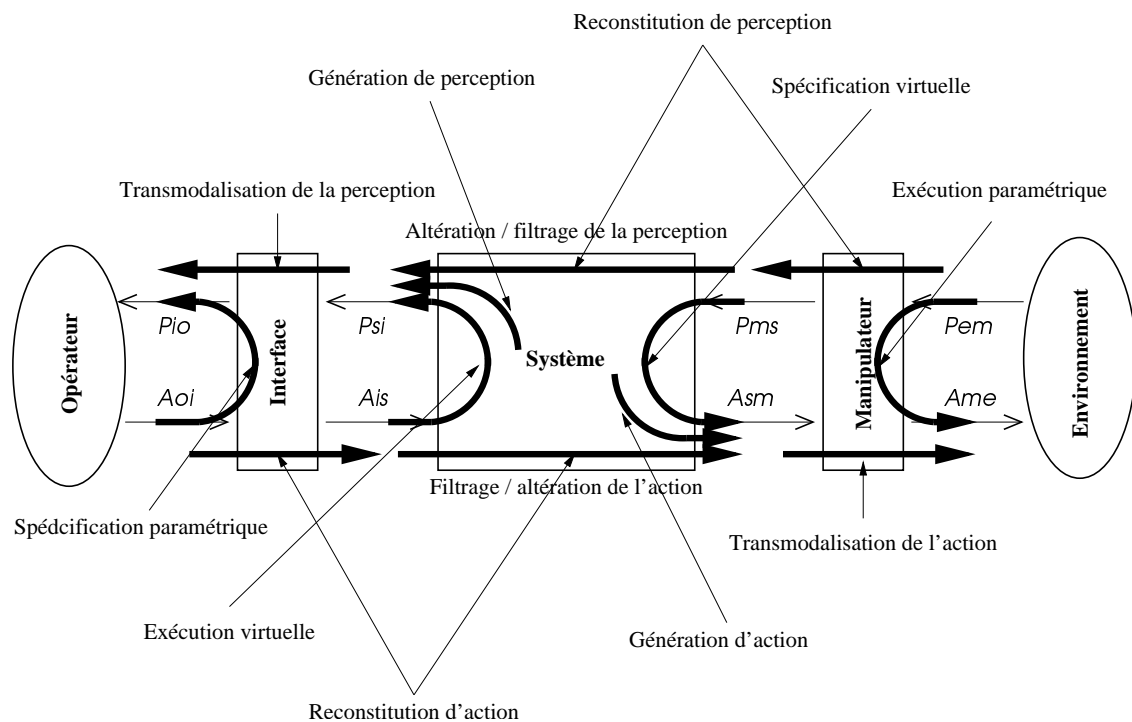 Reconstitution de perception
Génération de perception
Spécification virtuelle
Transmodalisation de la perception
Exécution paramétrique
Altération / filtrage de la perception
Opérateur
Pio
Aoi
Interface
Psi
Ais
Système
Pms
Asm
Manipulateur
Pem
Ame
Environnement
Filtrage / altération de l'action
Spédcification paramétrique
Transmodalisation de l'action
Exécution virtuelle
Génération d'action
Reconstitution d'action